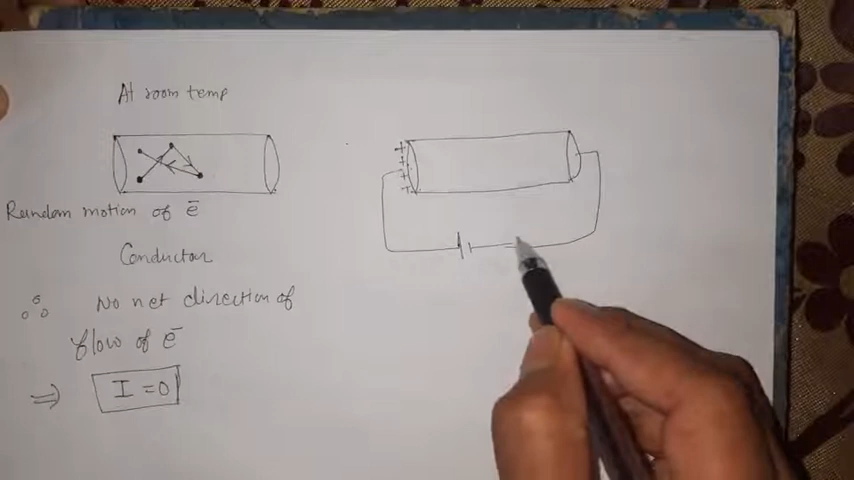 At room temp
Random motion of e̅
Conductor
∴ No net direction of
flow of e̅
⇒ I = 0
+
+
+
+